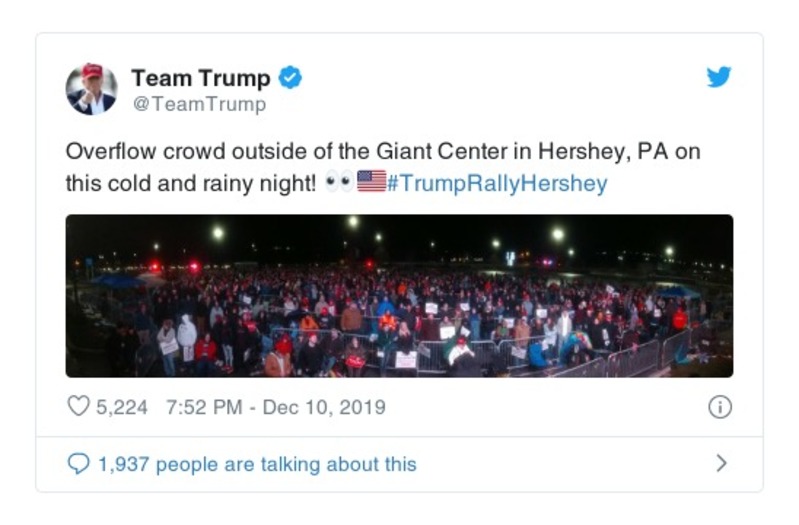 Team Trump
@TeamTrump
Overflow crowd outside of the Giant Center in Hershey, PA on
this cold and rainy night! 👀🇺🇸#TrumpRallyHershey
5,224 7:52 PM - Dec 10, 2019
1,937 people are talking about this